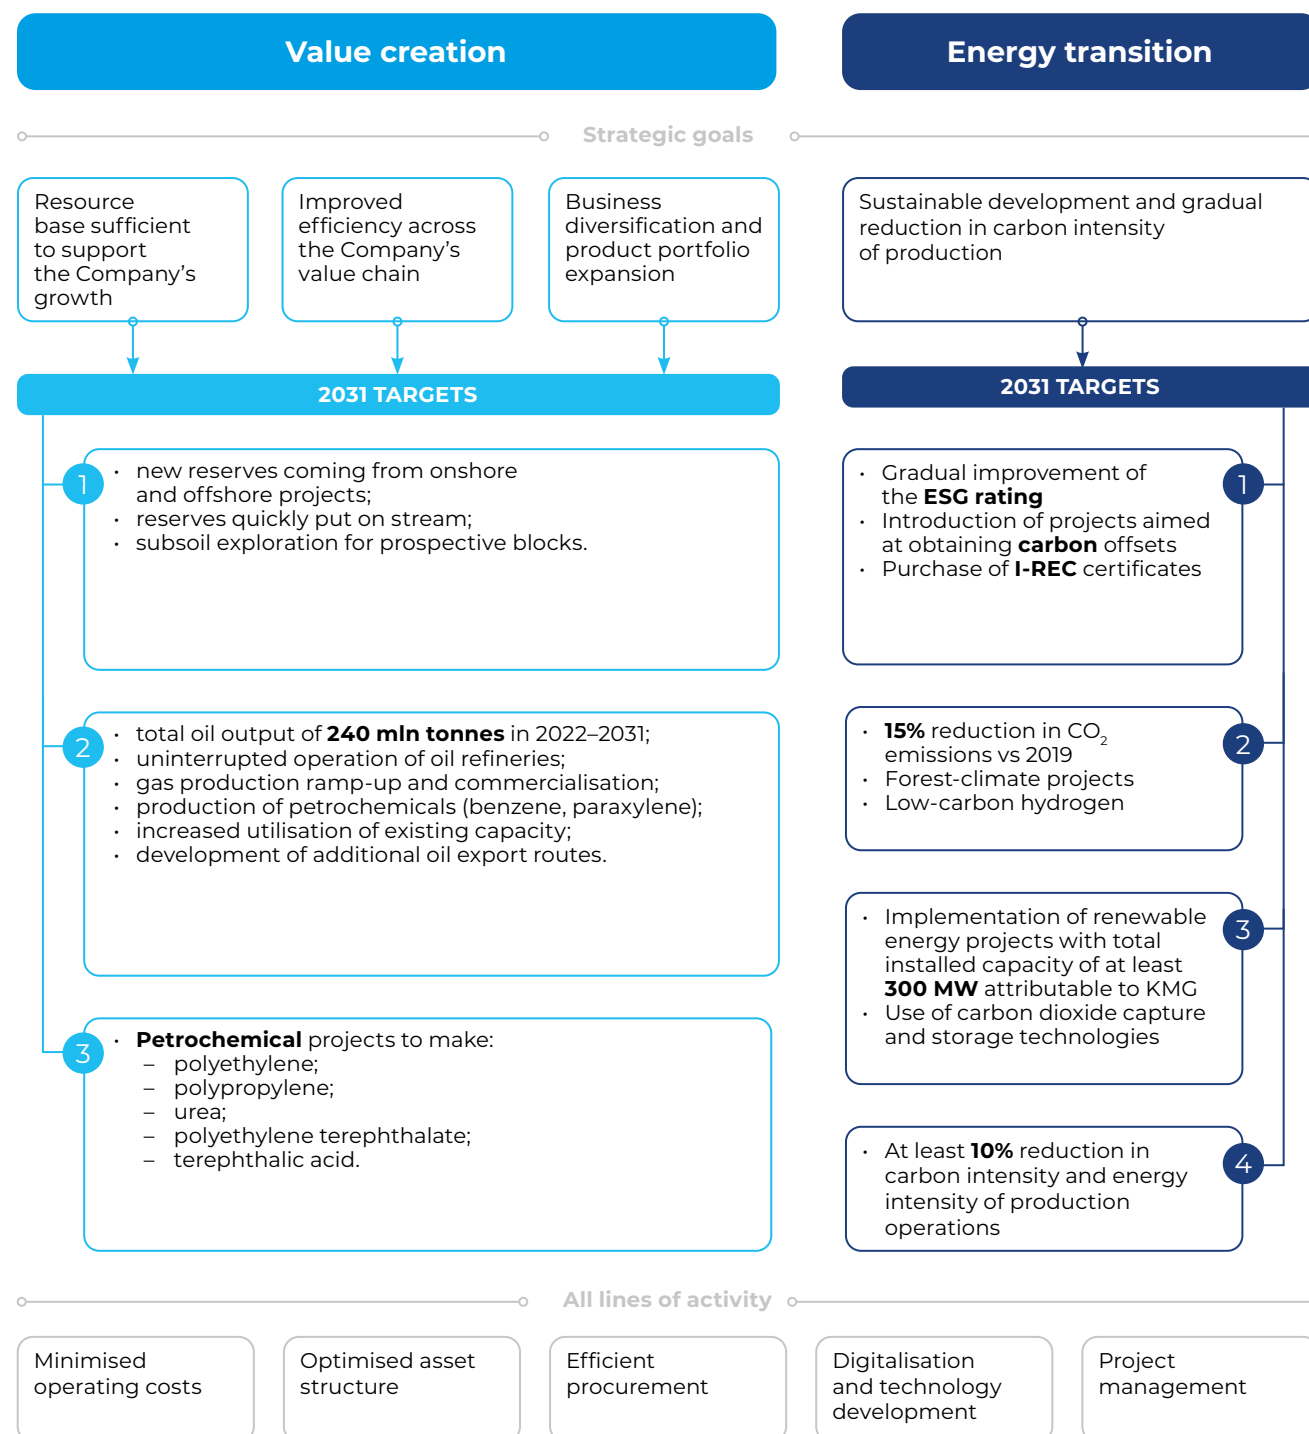 Value creation
Energy transition
Strategic goals
Resource
base sufficient
to support
the Company's
growth
Improved
efficiency across
the Company's
value chain
Business
diversification and
product portfolio
expansion
Sustainable development and gradual
reduction in carbon intensity
of production
2031 TARGETS
1
• new reserves coming from onshore
and offshore projects;
• reserves quickly put on stream;
• subsoil exploration for prospective blocks.
2
• total oil output of 240 mln tonnes in 2022–2031;
• uninterrupted operation of oil refineries;
• gas production ramp-up and commercialisation;
• production of petrochemicals (benzene, paraxylene);
• increased utilisation of existing capacity;
• development of additional oil export routes.
3
• Petrochemical projects to make:
– polyethylene;
– polypropylene;
– urea;
– polyethylene terephthalate;
– terephthalic acid.
2031 TARGETS
• Gradual improvement of
the ESG rating
• Introduction of projects aimed
at obtaining carbon offsets
• Purchase of I-REC certificates
1
• 15% reduction in CO₂
emissions vs 2019
• Forest-climate projects
• Low-carbon hydrogen
2
• Implementation of renewable
energy projects with total
installed capacity of at least
300 MW attributable to KMG
• Use of carbon dioxide capture
and storage technologies
3
• At least 10% reduction in
carbon intensity and energy
intensity of production
operations
4
All lines of activity
Minimised
operating costs
Optimised asset
structure
Efficient
procurement
Digitalisation
and technology
development
Project
management